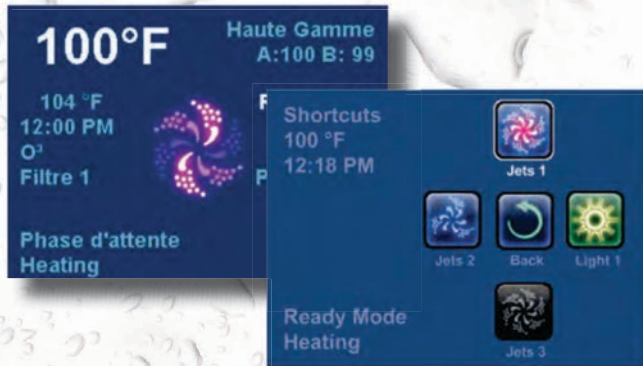 100°F
Haute Gamme
A:100 B: 99
104 °F
12:00 PM
O³
Filtre 1
Phase d'attente
Heating
Shortcuts
100 °F
12:18 PM
Jets 1
Jets 2
Back
Light 1
Ready Mode
Heating
Jets 3